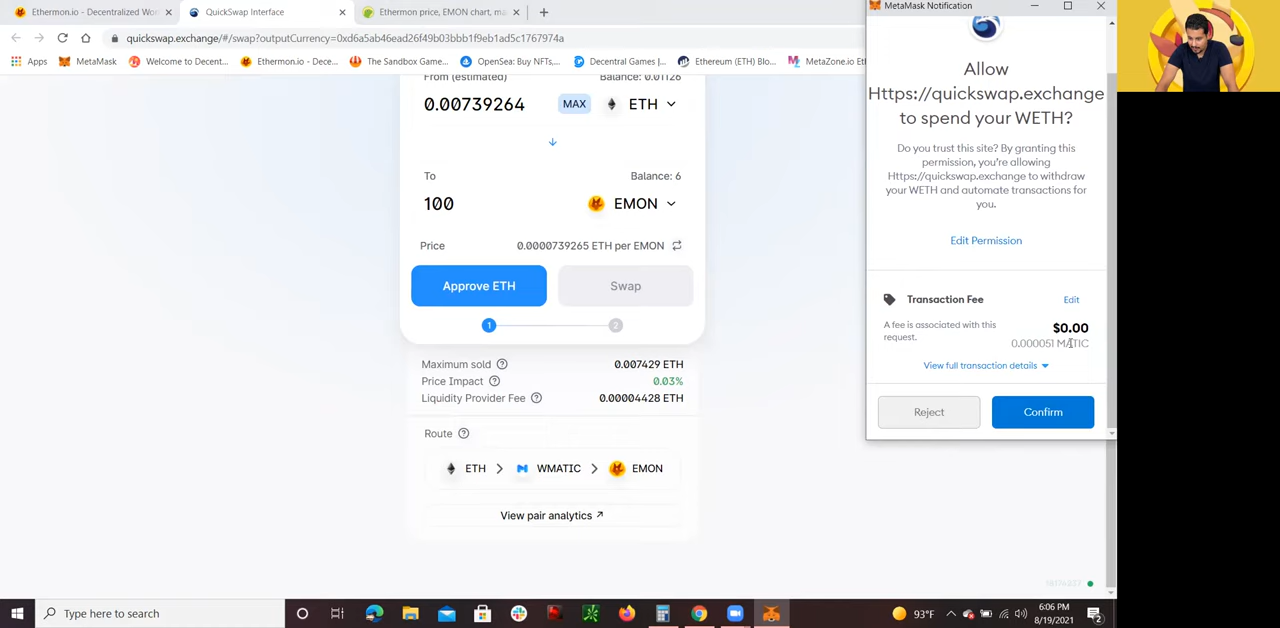 Ethermon.io - Decentralized Wor
QuickSwap Interface
Ethermon price, EMON chart, ma
MetaMask Notification
quickswap.exchange/#/swap?outputCurrency=0xd6a5ab46ead26f49b03bbb1f9eb1ad5c1767974a
Apps
MetaMask
Welcome to Decent...
Ethermon.io - Dece...
The Sandbox Game...
OpenSea: Buy NFTs,...
Decentral Games |...
Ethereum (ETH) Blo...
MetaZone.io Et
From (estimated)
Balance: 0.01126
0.00739264
MAX
ETH
To
Balance: 6
100
EMON
Price
0.0000739265 ETH per EMON
Approve ETH
Swap
1
2
Maximum sold
0.007429 ETH
Price Impact
0.03%
Liquidity Provider Fee
0.00004428 ETH
Route
ETH
WMATIC
EMON
View pair analytics ↗
Allow
Https://quickswap.exchange
to spend your WETH?
Do you trust this site? By granting this
permission, you're allowing
Https://quickswap.exchange to withdraw
your WETH and automate transactions for
you.
Edit Permission
Transaction Fee
Edit
A fee is associated with this
request.
$0.00
0.000051 MATIC
View full transaction details
Reject
Confirm
Type here to search
93°F
6:06 PM
8/19/2021
2